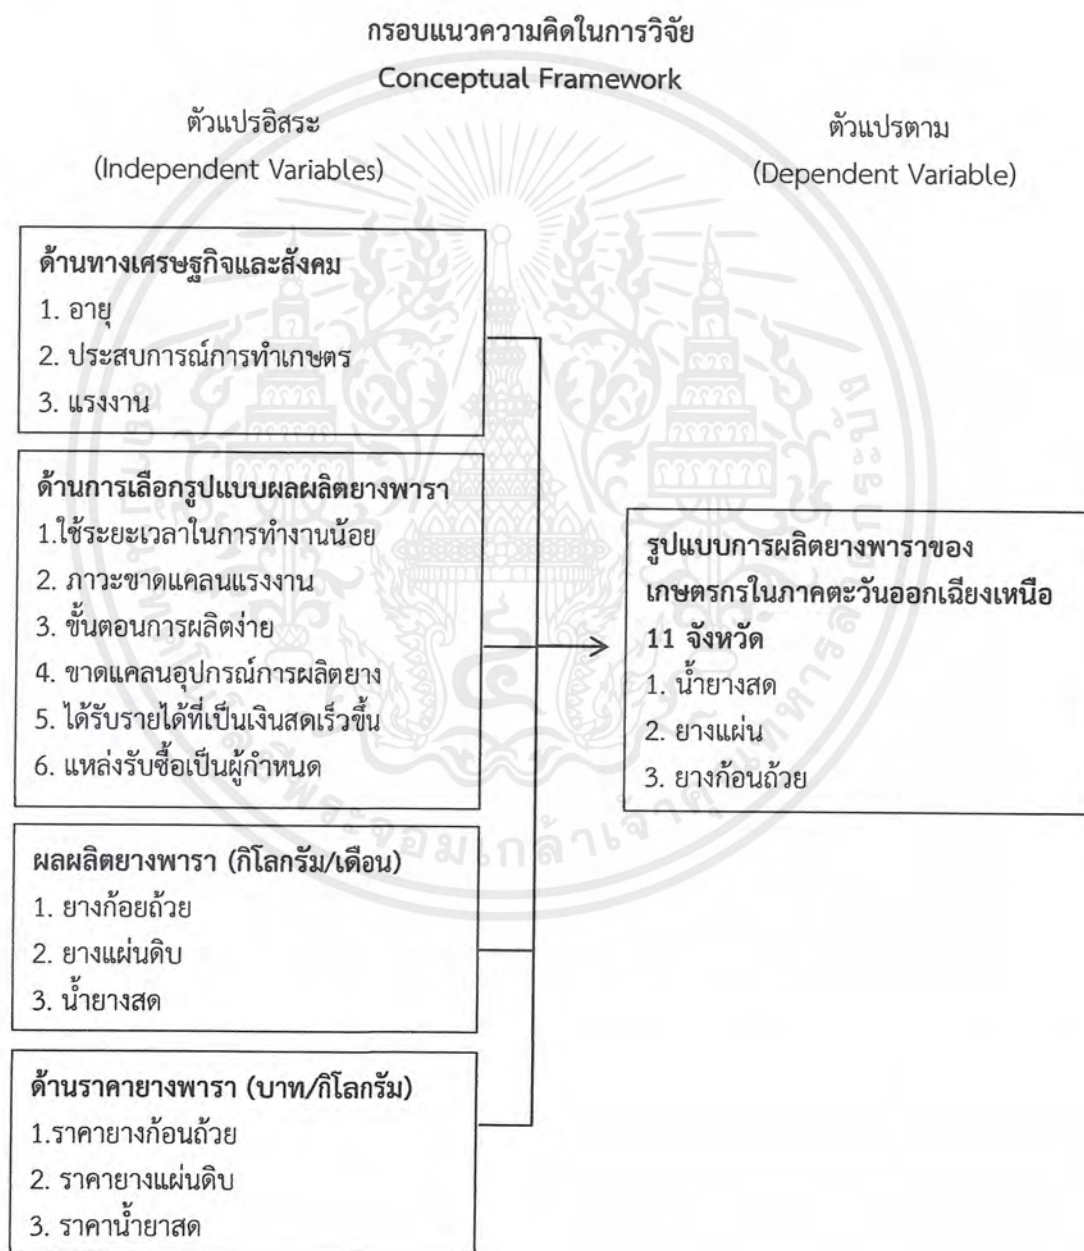 กรอบแนวความคิดในการวิจัย
Conceptual Framework
ตัวแปรอิสระ
(Independent Variables)
ตัวแปรตาม
(Dependent Variable)
ด้านทางเศรษฐกิจและสังคม
1. อายุ
2. ประสบการณ์การทำเกษตร
3. แรงงาน
ด้านการเลือกรูปแบบผลผลิตยางพารา
1.ใช้ระยะเวลาในการทำงานน้อย
2. ภาวะขาดแคลนแรงงาน
3. ขั้นตอนการผลิตง่าย
4. ขาดแคลนอุปกรณ์การผลิตยาง
5. ได้รับรายได้ที่เป็นเงินสดเร็วขึ้น
6. แหล่งรับซื้อเป็นผู้กำหนด
ผลผลิตยางพารา (กิโลกรัม/เดือน)
1. ยางก้อยถ้วย
2. ยางแผ่นดิบ
3. น้ำยางสด
ด้านราคายางพารา (บาท/กิโลกรัม)
1.ราคายางก้อนถ้วย
2. ราคายางแผ่นดิบ
3. ราคาน้ำยาสด
รูปแบบการผลิตยางพาราของ
เกษตรกรในภาคตะวันออกเฉียงเหนือ
11 จังหวัด
1. น้ำยางสด
2. ยางแผ่น
3. ยางก้อนถ้วย